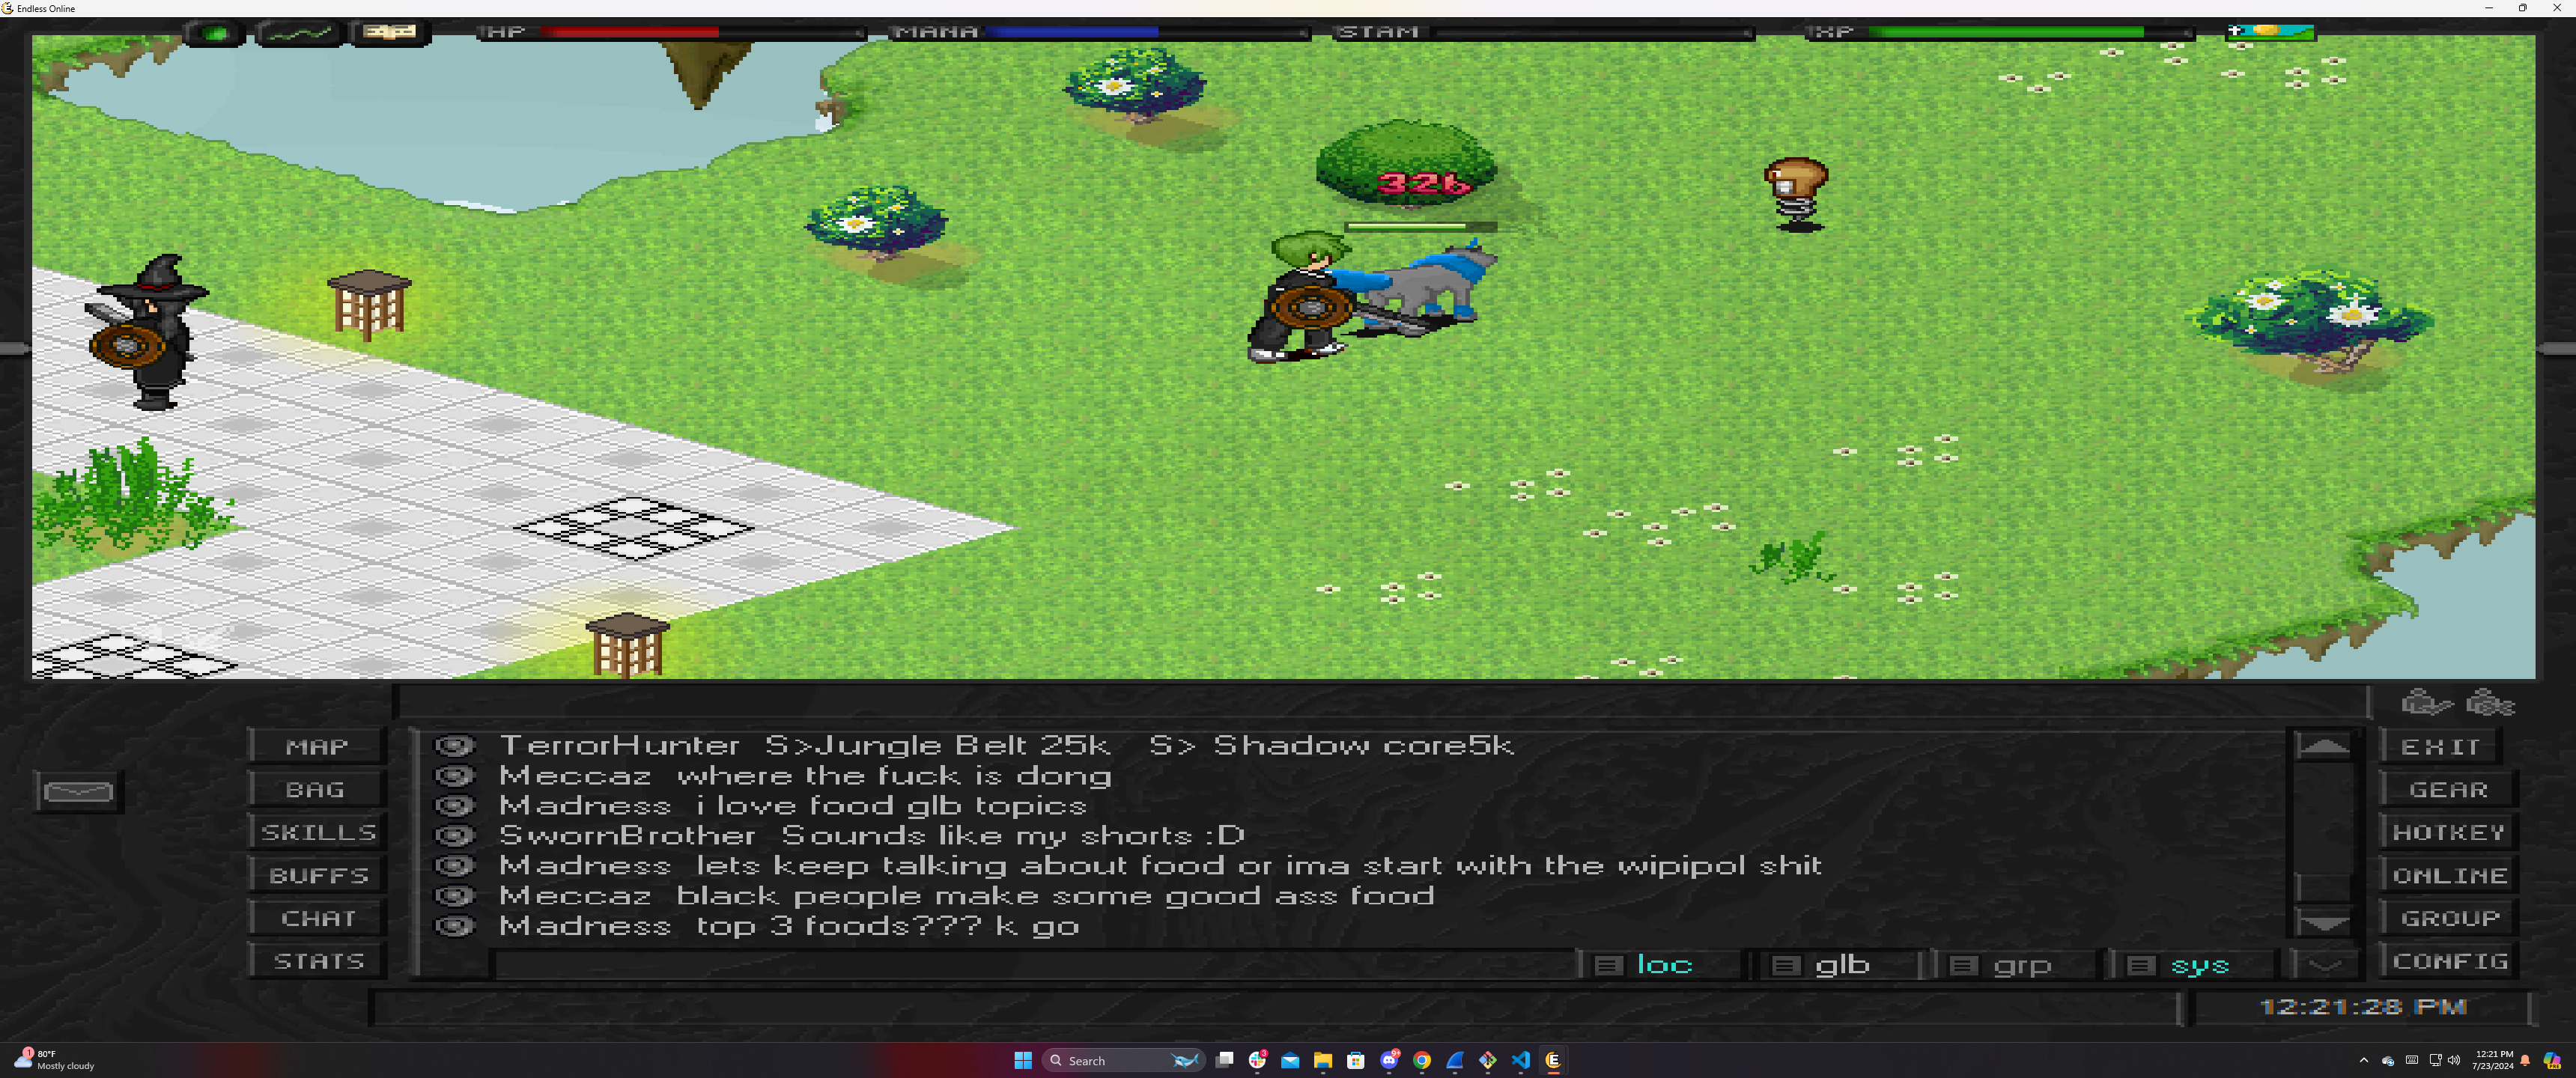 Endless Online
HP
MANA
STAM
XP
326
MAP
BAG
SKILLS
BUFFS
CHAT
STATS
TerrorHunter S>Jungle Belt 25k S> Shadow core5k
Meccaz where the fuck is dong
Madness i love food glb topics
SwornBrother Sounds like my shorts :D
Madness lets keep talking about food or ima start with the wipipol shit
Meccaz black people make some good ass food
Madness top 3 foods??? k go
loc
glb
grp
sys
EXIT
GEAR
HOTKEY
ONLINE
GROUP
CONFIG
12:21:28 PM
1
80°F
Mostly cloudy
Search
3
9+
12:21 PM
7/23/2024